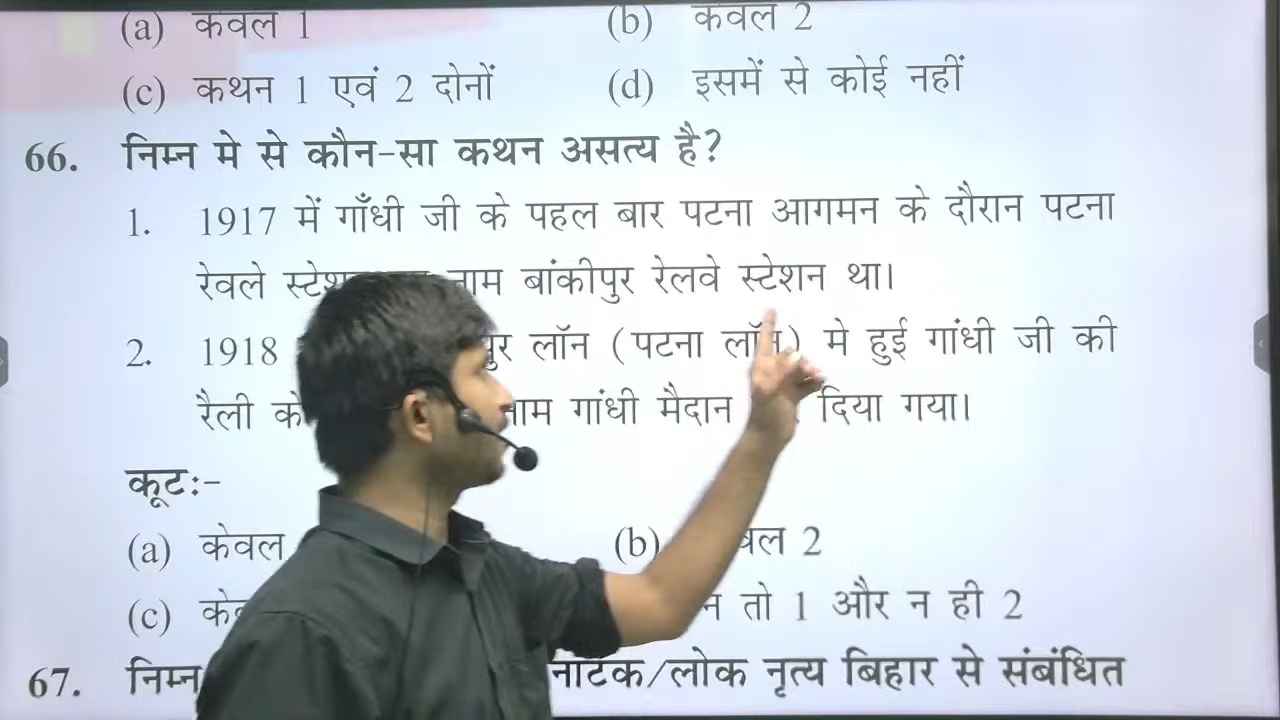 (a) केवल 1 (b) केवल 2
(c) कथन 1 एवं 2 दोनों (d) इसमें से कोई नहीं
66. निम्न मे से कौन-सा कथन असत्य है?
1. 1917 में गाँधी जी के पहल बार पटना आगमन के दौरान पटना
रेवले नाम बांकीपुर रेलवे स्टेशन था।
2. 1918 लॉन (पटना लॉन) मे हुई गांधी जी की
रैली नाम गांधी मैदान दिया गया।
कूटः-
(a) केवल (b) 2
(c) तो 1 और न ही 2
67. निम्न नाटक/लोक नृत्य बिहार से संबंधित